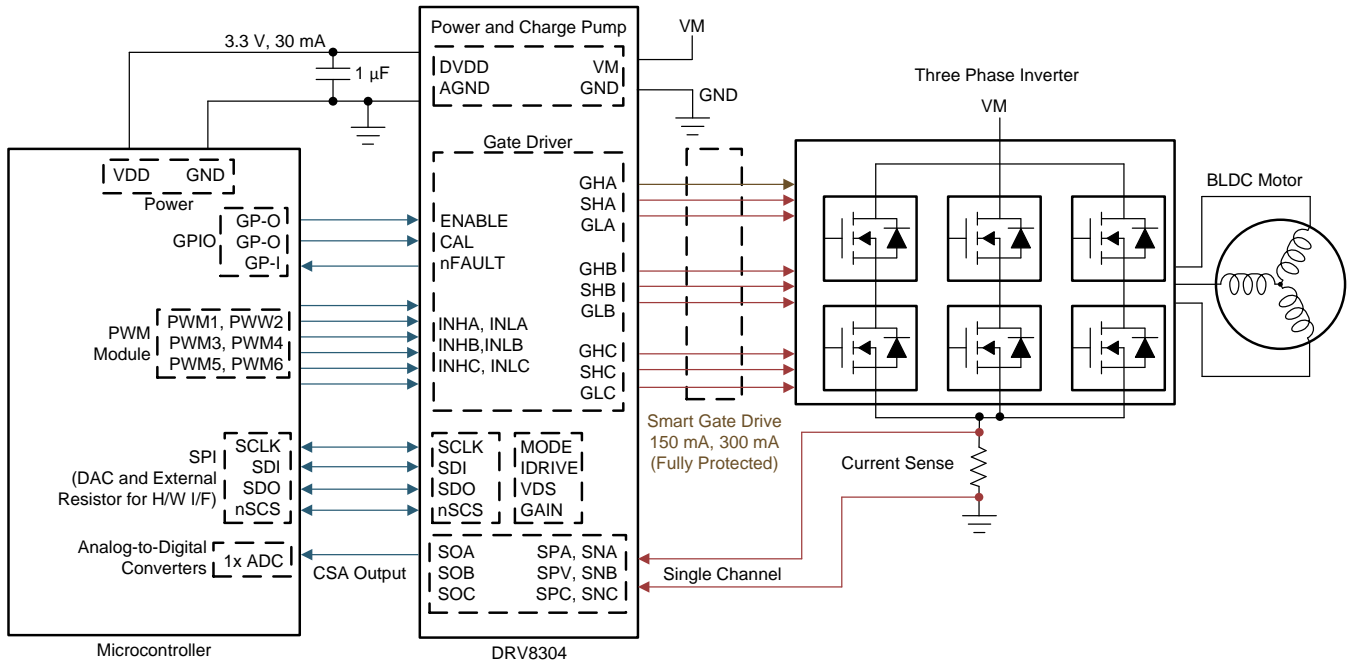 3.3 V, 30 mA
1 µF
Power and Charge Pump
DVDD
AGND
VM
GND
VM
GND
Three Phase Inverter
VM
BLDC Motor
VDD
GND
Power
GPIO
GP-O
GP-O
GP-I
PWM
Module
PWM1, PWW2
PWM3, PWM4
PWM5, PWM6
Gate Driver
ENABLE
CAL
nFAULT
INHA, INLA
INHB,INLB
INHC, INLC
GHA
SHA
GLA
GHB
SHB
GLB
GHC
SHC
GLC
Smart Gate Drive
150 mA, 300 mA
(Fully Protected)
Current Sense
SPI
(DAC and External
Resistor for H/W I/F)
SCLK
SDI
SDO
nSCS
SCLK
SDI
SDO
nSCS
MODE
IDRIVE
VDS
GAIN
Analog-to-Digital
Converters
1x ADC
CSA Output
SOA
SOB
SOC
SPA, SNA
SPV, SNB
SPC, SNC
Single Channel
Microcontroller
DRV8304